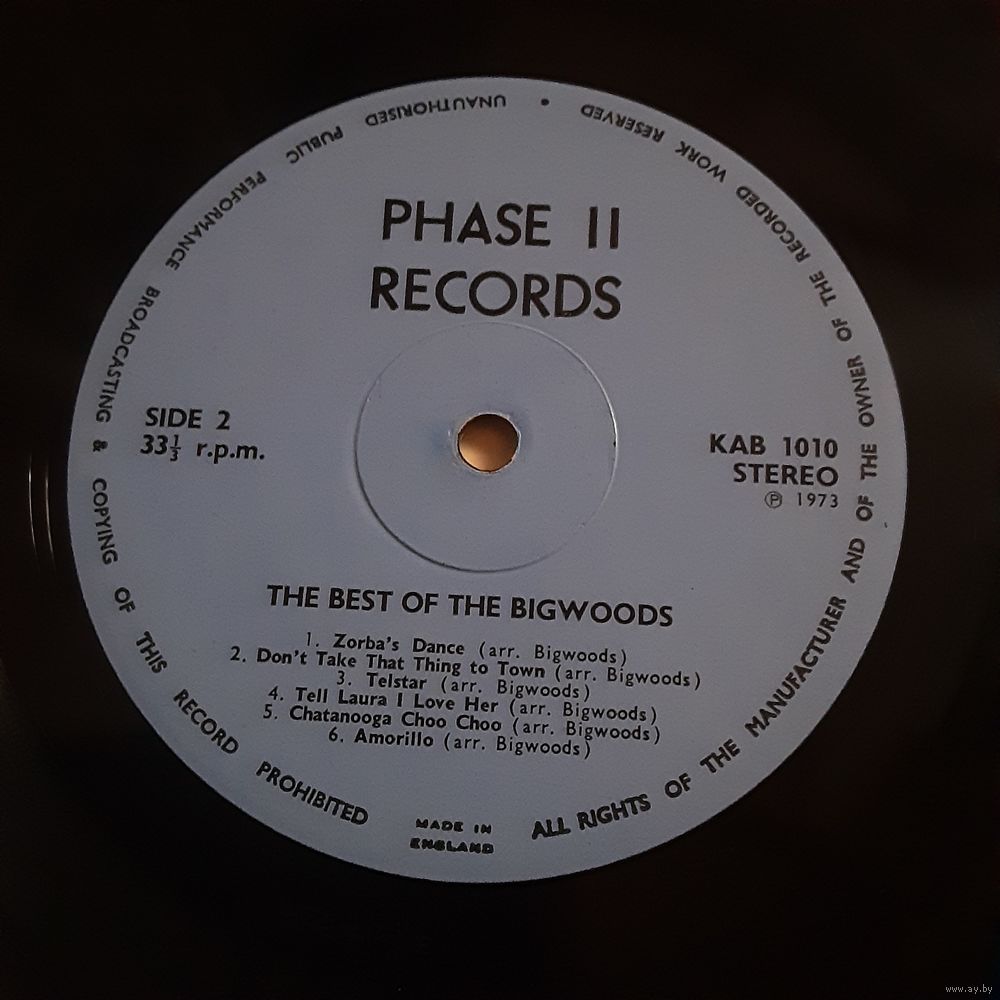 PHASE II
RECORDS
SIDE 2
33⅓ r.p.m.
KAB 1010
STEREO
Ⓟ 1973
THE BEST OF THE BIGWOODS
1. Zorba's Dance (arr. Bigwoods)
2. Don't Take That Thing to Town (arr. Bigwoods)
3. Telstar (arr. Bigwoods)
4. Tell Laura I Love Her (arr. Bigwoods)
5. Chatanooga Choo Choo (arr. Bigwoods)
6. Amorillo (arr. Bigwoods)
MADE IN
ENGLAND
ALL RIGHTS OF THE MANUFACTURER AND OF THE OWNER OF THE RECORDED WORK RESERVED • UNAUTHORISED PUBLIC PERFORMANCE BROADCASTING & COPYING OF THIS RECORD PROHIBITED
www.ay.by